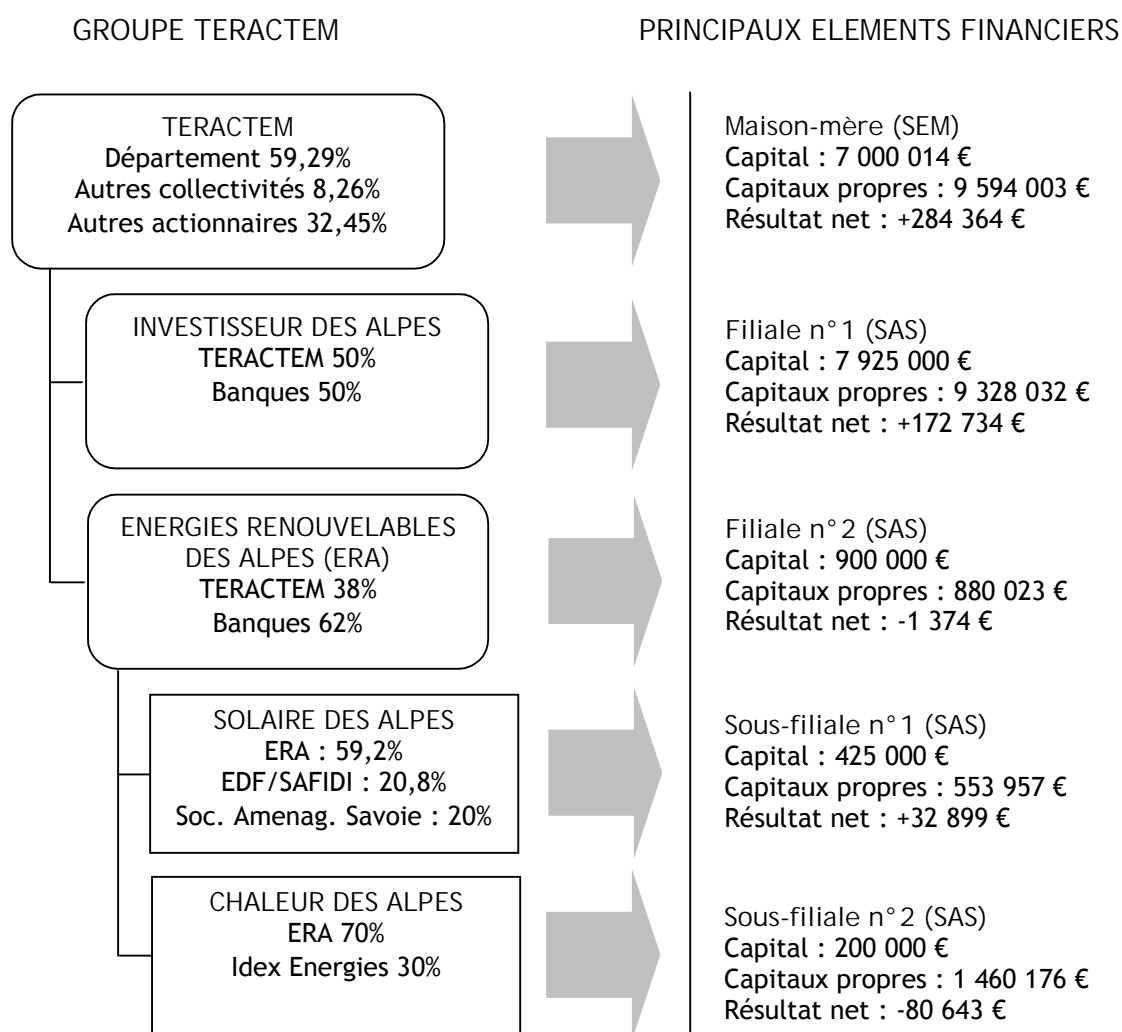 GROUPE TERACTEM
PRINCIPAUX ELEMENTS FINANCIERS
TERACTEM
Département 59,29%
Autres collectivités 8,26%
Autres actionnaires 32,45%
Maison-mère (SEM)
Capital : 7 000 014 €
Capitaux propres : 9 594 003 €
Résultat net : +284 364 €
INVESTISSEUR DES ALPES
TERACTEM 50%
Banques 50%
Filiale n°1 (SAS)
Capital : 7 925 000 €
Capitaux propres : 9 328 032 €
Résultat net : +172 734 €
ENERGIES RENOUVELABLES
DES ALPES (ERA)
TERACTEM 38%
Banques 62%
Filiale n°2 (SAS)
Capital : 900 000 €
Capitaux propres : 880 023 €
Résultat net : -1 374 €
SOLAIRE DES ALPES
ERA : 59,2%
EDF/SAFIDI : 20,8%
Soc. Amenag. Savoie : 20%
Sous-filiale n°1 (SAS)
Capital : 425 000 €
Capitaux propres : 553 957 €
Résultat net : +32 899 €
CHALEUR DES ALPES
ERA 70%
Idex Energies 30%
Sous-filiale n°2 (SAS)
Capital : 200 000 €
Capitaux propres : 1 460 176 €
Résultat net : -80 643 €